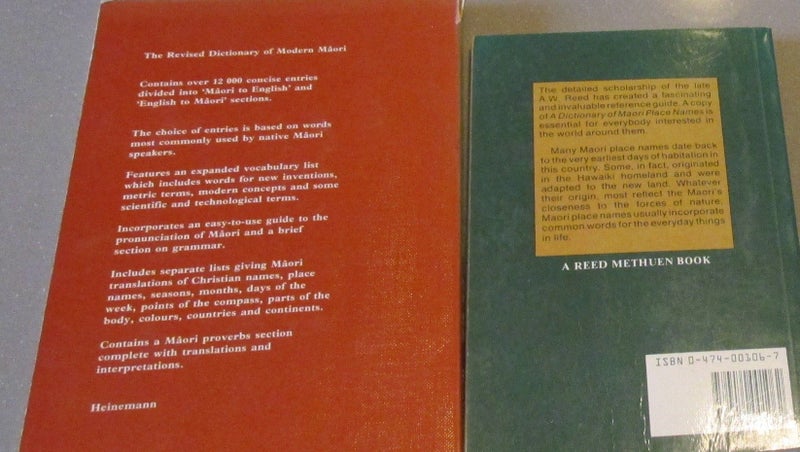 The Revised Dictionary of Modern Mâori
Contains over 12 000 concise entries
divided into 'Mâori to English' and
'English to Mâori' sections.
The choice of entries is based on words
most commonly used by native Mâori
speakers.
Features an expanded vocabulary list
which includes words for new inventions,
metric terms, modern concepts and some
scientific and technological terms.
Incorporates an easy-to-use guide to the
pronunciation of Mâori and a brief
section on grammar.
Includes separate lists giving Mâori
translations of Christian names, place
names, seasons, months, days of the
week, points of the compass, parts of the
body, colours, countries and continents.
Contains a Mâori proverbs section
complete with translations and
interpretations.
Heinemann
The detailed scholarship of the late
A.W. Reed has created a fascinating
and invaluable reference guide. A copy
of A Dictionary of Maori Place Names is
essential for everybody interested in
the world around them.
Many Maori place names date back
to the very earliest days of habitation in
this country. Some, in fact, originated
in the Hawaiki homeland and were
adapted to the new land. Whatever
their origin, most reflect the Maori's
closeness to the forces of nature,
Maori place names usually incorporate
common words for the everyday things
in life.
A REED METHUEN BOOK
ISBN 0-474-00106-7